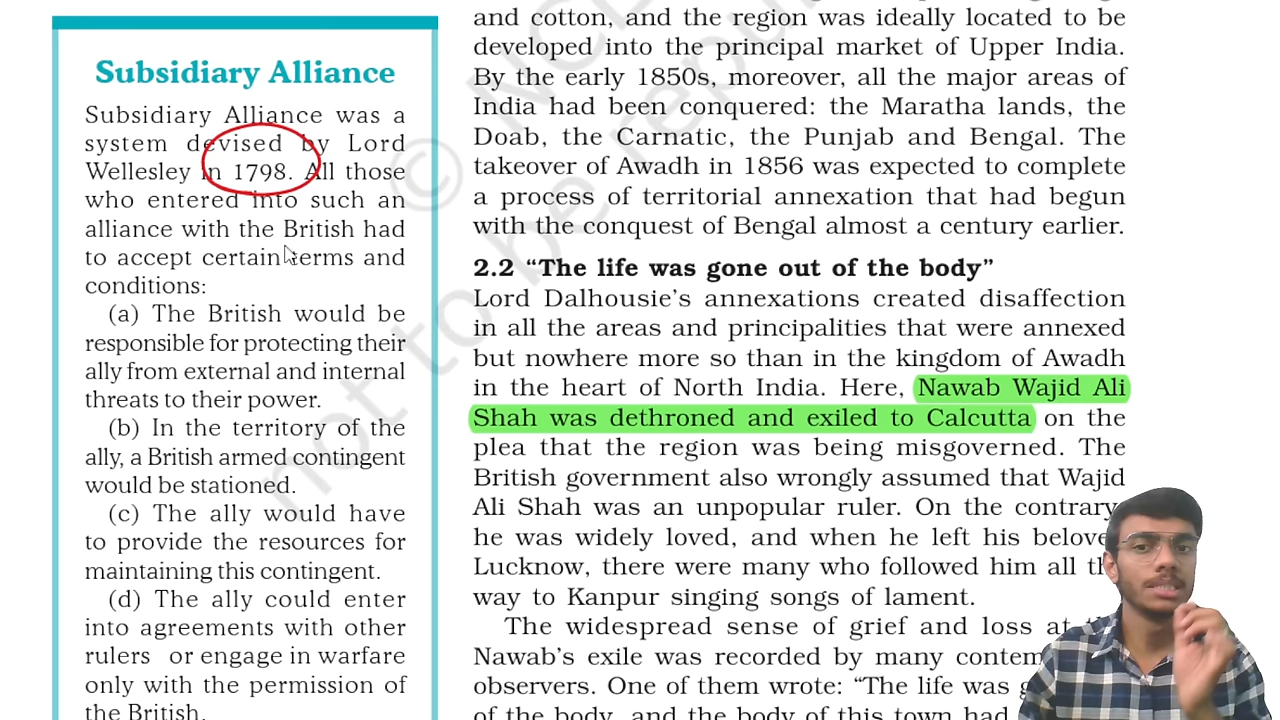 Subsidiary Alliance
Subsidiary Alliance was a
system devised by Lord
Wellesley in 1798. All those
who entered into such an
alliance with the British had
to accept certain terms and
conditions:
(a) The British would be
responsible for protecting their
ally from external and internal
threats to their power.
(b) In the territory of the
ally, a British armed contingent
would be stationed.
(c) The ally would have
to provide the resources for
maintaining this contingent.
(d) The ally could enter
into agreements with other
rulers or engage in warfare
only with the permission of
the British.
and cotton, and the region was ideally located to be
developed into the principal market of Upper India.
By the early 1850s, moreover, all the major areas of
India had been conquered: the Maratha lands, the
Doab, the Carnatic, the Punjab and Bengal. The
takeover of Awadh in 1856 was expected to complete
a process of territorial annexation that had begun
with the conquest of Bengal almost a century earlier.
2.2 “The life was gone out of the body”
Lord Dalhousie’s annexations created disaffection
in all the areas and principalities that were annexed
but nowhere more so than in the kingdom of Awadh
in the heart of North India. Here, Nawab Wajid Ali
Shah was dethroned and exiled to Calcutta on the
plea that the region was being misgoverned. The
British government also wrongly assumed that Wajid
Ali Shah was an unpopular ruler. On the contrary,
he was widely loved, and when he left his
Lucknow, there were many who followed him all
way to Kanpur singing songs of lament.
The widespread sense of grief and loss at
Nawab’s exile was recorded by many
observers. One of them wrote: “The life was
of the body, and the body of this town had
© NCE
not to be repu